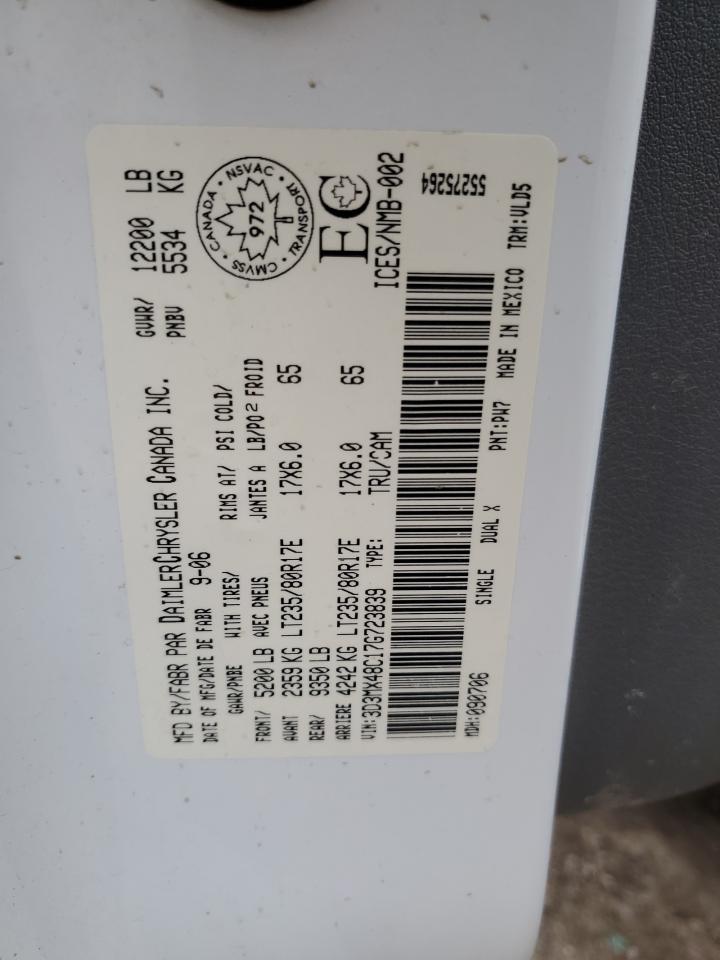 MFD BY/FABR PAR DAIMLERCHRYSLER CANADA INC.
DATE OF MFG/DATE DE FABR 9-06
GVWR/ 12200 LB
PNBV 5534 KG
GAWR/PNBE WITH TIRES/ RIMS AT/ PSI COLD/
AVEC PNEUS JANTES A LB/PO2 FROID
FRONT/ 5200 LB
AVANT 2359 KG LT235/80R17E 17X6.0 65
REAR/ 9350 LB
ARRIERE 4242 KG LT235/80R17E 17X6.0 65
CANADA · NSVAC · TRANSPORT · CMVSS ·
972
EC
ICES/NMB-002
VIN:3D3MX48C17G723839 TYPE: TRU/CAM
55275264
SINGLE DUAL X
MDH:090706 PNT:PW7 MADE IN MEXICO TRM:VLD5